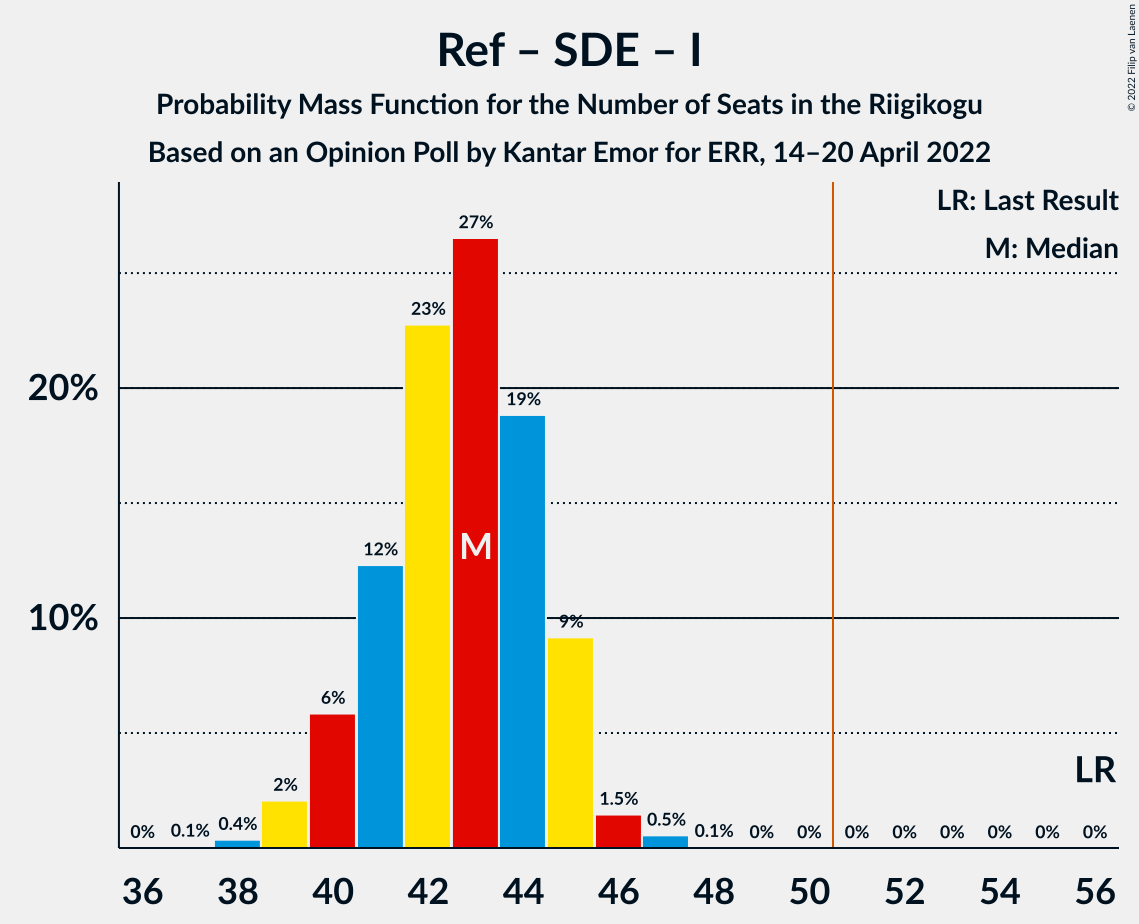 Ref – SDE – I
Probability Mass Function for the Number of Seats in the Riigikogu
Based on an Opinion Poll by Kantar Emor for ERR, 14–20 April 2022
© 2022 Filip van Laenen
LR: Last Result
M: Median
20%
10%
0%
0.1%
0.4%
2%
6%
12%
23%
27%
19%
9%
1.5%
0.5%
0.1%
0%
0%
0%
0%
0%
0%
0%
0%
M
LR
36 38 40 42 44 46 48 50 52 54 56